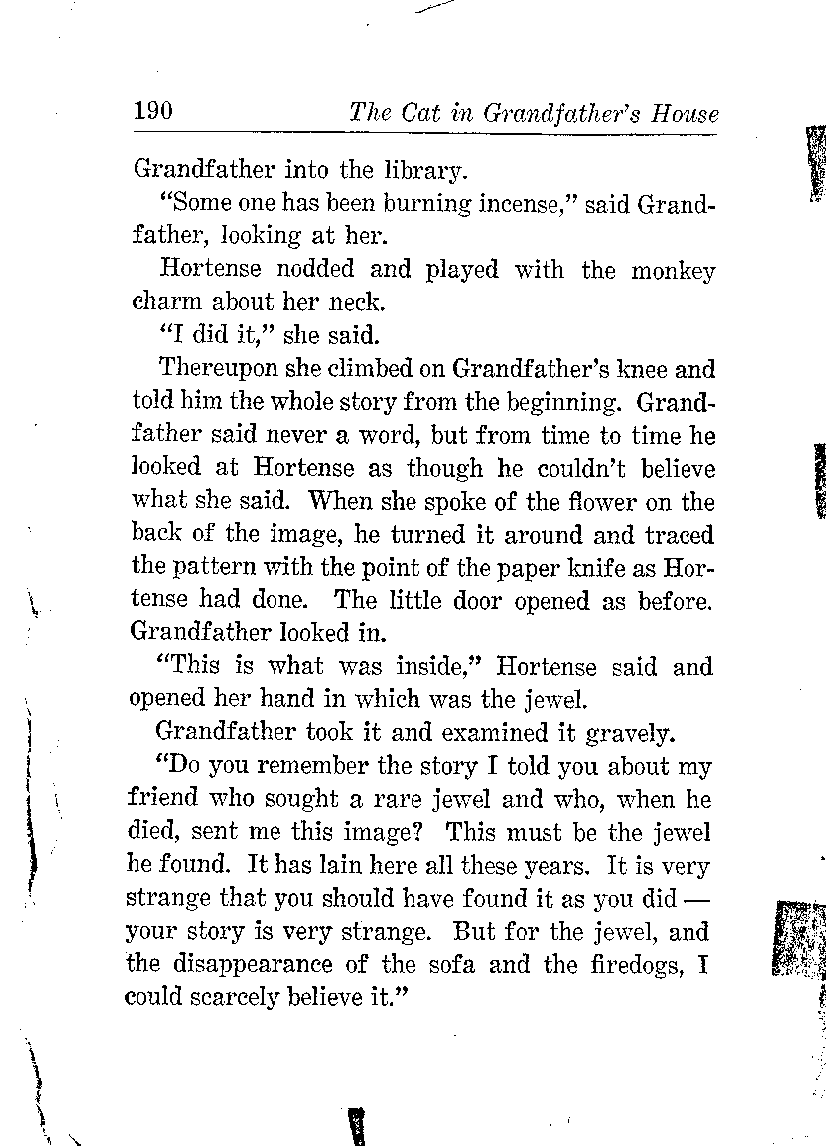 190 The Cat in Grandfather's House
Grandfather into the library.
“Some one has been burning incense,” said Grand-
father, looking at her.
Hortense nodded and played with the monkey
charm about her neck.
“I did it,” she said.
Thereupon she climbed on Grandfather’s knee and
told him the whole story from the beginning. Grand-
father said never a word, but from time to time he
looked at Hortense as though he couldn’t believe
what she said. When she spoke of the flower on the
back of the image, he turned it around and traced
the pattern with the point of the paper knife as Hor-
tense had done. The little door opened as before.
Grandfather looked in.
“This is what was inside,” Hortense said and
opened her hand in which was the jewel.
Grandfather took it and examined it gravely.
“Do you remember the story I told you about my
friend who sought a rare jewel and who, when he
died, sent me this image? This must be the jewel
he found. It has lain here all these years. It is very
strange that you should have found it as you did —
your story is very strange. But for the jewel, and
the disappearance of the sofa and the firedogs, I
could scarcely believe it.”